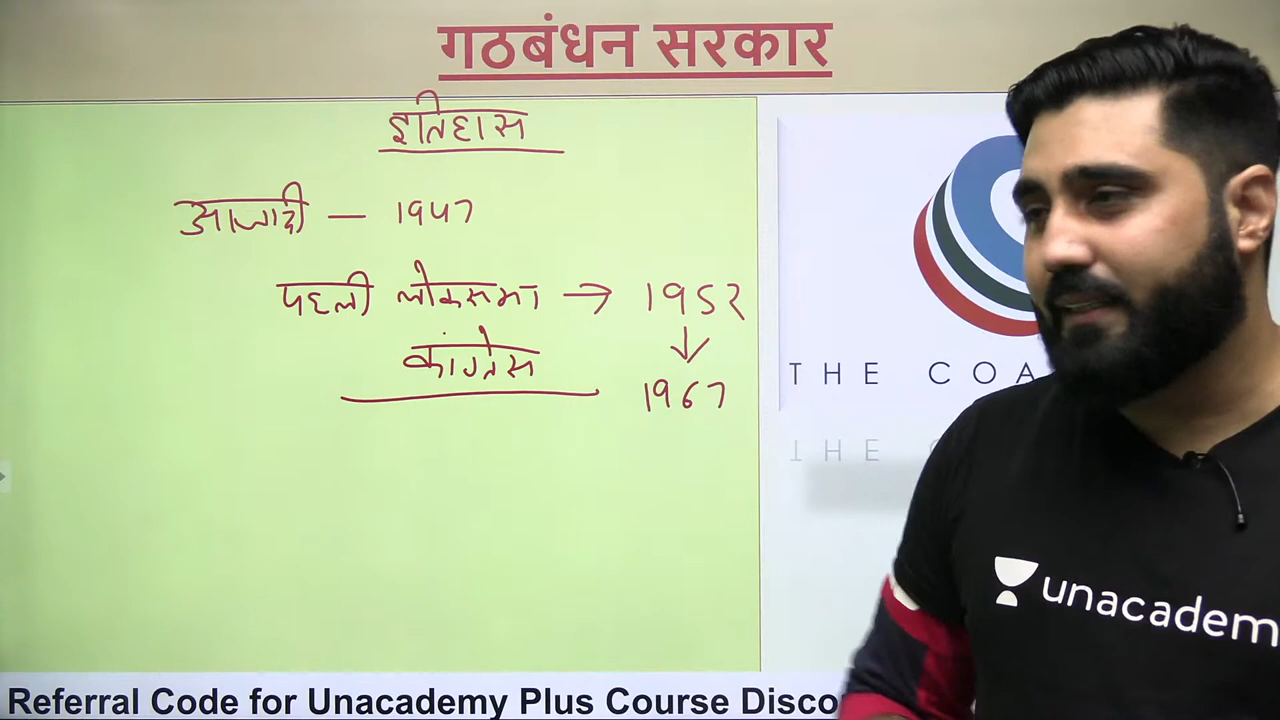 गठबंधन सरकार
इतिहास
आजादी — 1947
पहली लोकसभा → 1952
↓
कांग्रेस
1967
THE COA
unacadem
Referral Code for Unacademy Plus Course Disco